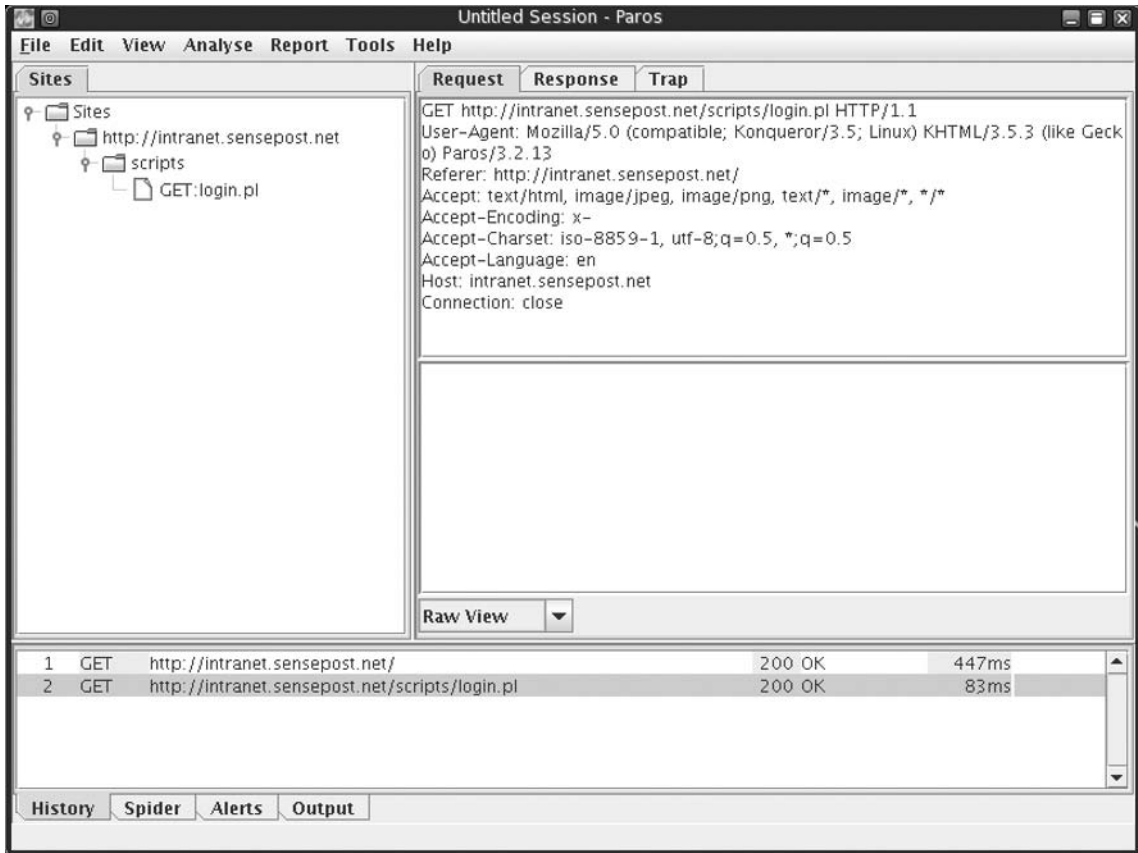 Untitled Session - Paros
File Edit View Analyse Report Tools Help
Sites
Sites
http://intranet.sensepost.net
scripts
GET:login.pl
Request Response Trap
GET http://intranet.sensepost.net/scripts/login.pl HTTP/1.1
User-Agent: Mozilla/5.0 (compatible; Konqueror/3.5; Linux) KHTML/3.5.3 (like Geck
o) Paros/3.2.13
Referer: http://intranet.sensepost.net/
Accept: text/html, image/jpeg, image/png, text/*, image/*, */*
Accept-Encoding: x-
Accept-Charset: iso-8859-1, utf-8;q=0.5, *;q=0.5
Accept-Language: en
Host: intranet.sensepost.net
Connection: close
Raw View
1 GET http://intranet.sensepost.net/ 200 OK 447ms
2 GET http://intranet.sensepost.net/scripts/login.pl 200 OK 83ms
History Spider Alerts Output